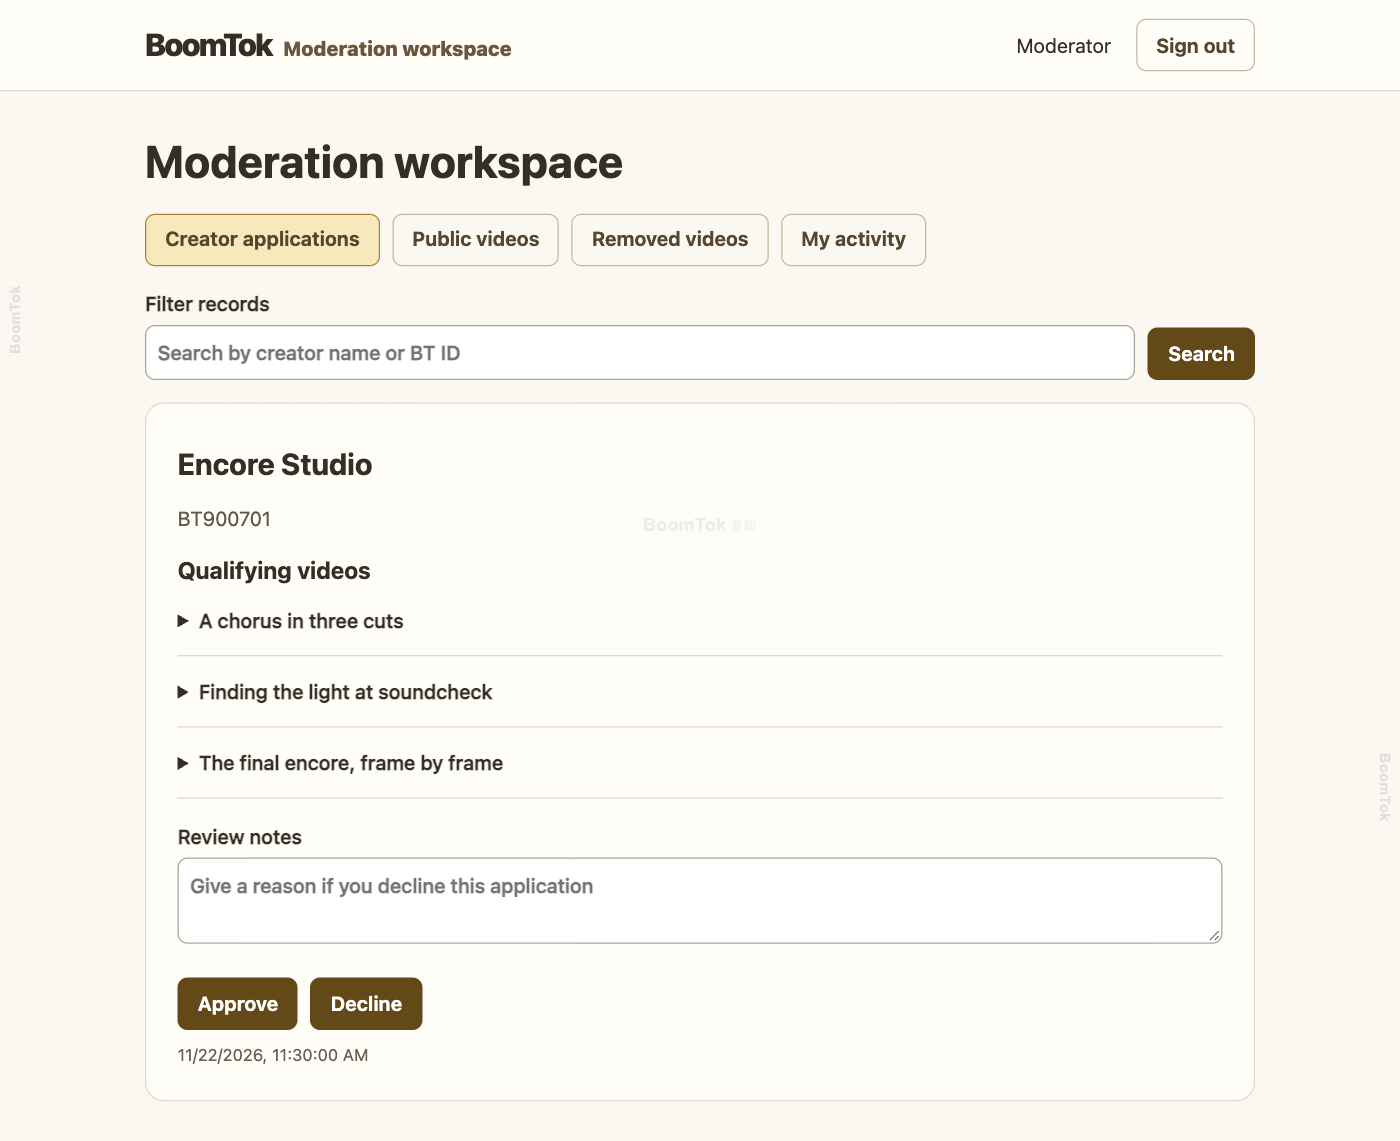 BoomTok Moderation workspace
Moderator
Sign out
Moderation workspace
Creator applications
Public videos
Removed videos
My activity
Filter records
Search by creator name or BT ID
Search
Encore Studio
BT900701
BoomTok
Qualifying videos
A chorus in three cuts
Finding the light at soundcheck
The final encore, frame by frame
Review notes
Give a reason if you decline this application
Approve
Decline
11/22/2026, 11:30:00 AM
BoomTok
BoomTok